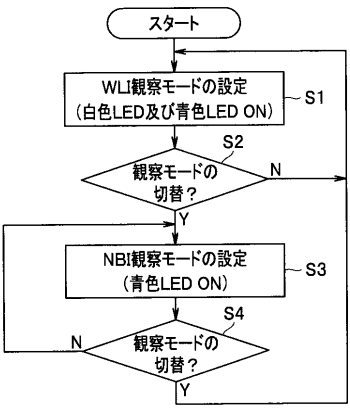 スタート
WLI観察モードの設定
(白色LED及び青色LED ON)
S1
S2
観察モードの
切替?
N
Y
NBI観察モードの設定
(青色LED ON)
S3
S4
観察モードの
切替?
N
Y